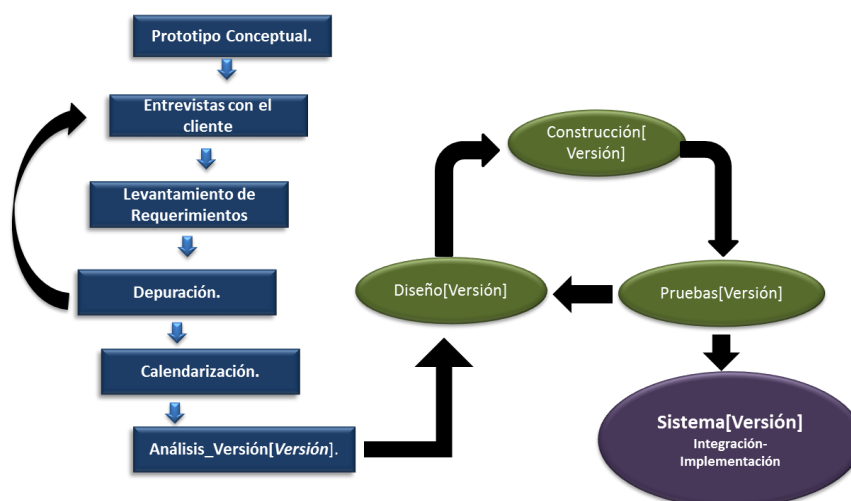 Prototipo Conceptual.
Entrevistas con el
cliente
Levantamiento de
Requerimientos
Depuración.
Calendarización.
Análisis_Versión[Versión].
Construcción[
Versión]
Diseño[Versión]
Pruebas[Versión]
Sistema[Versión]
Integración-
Implementación